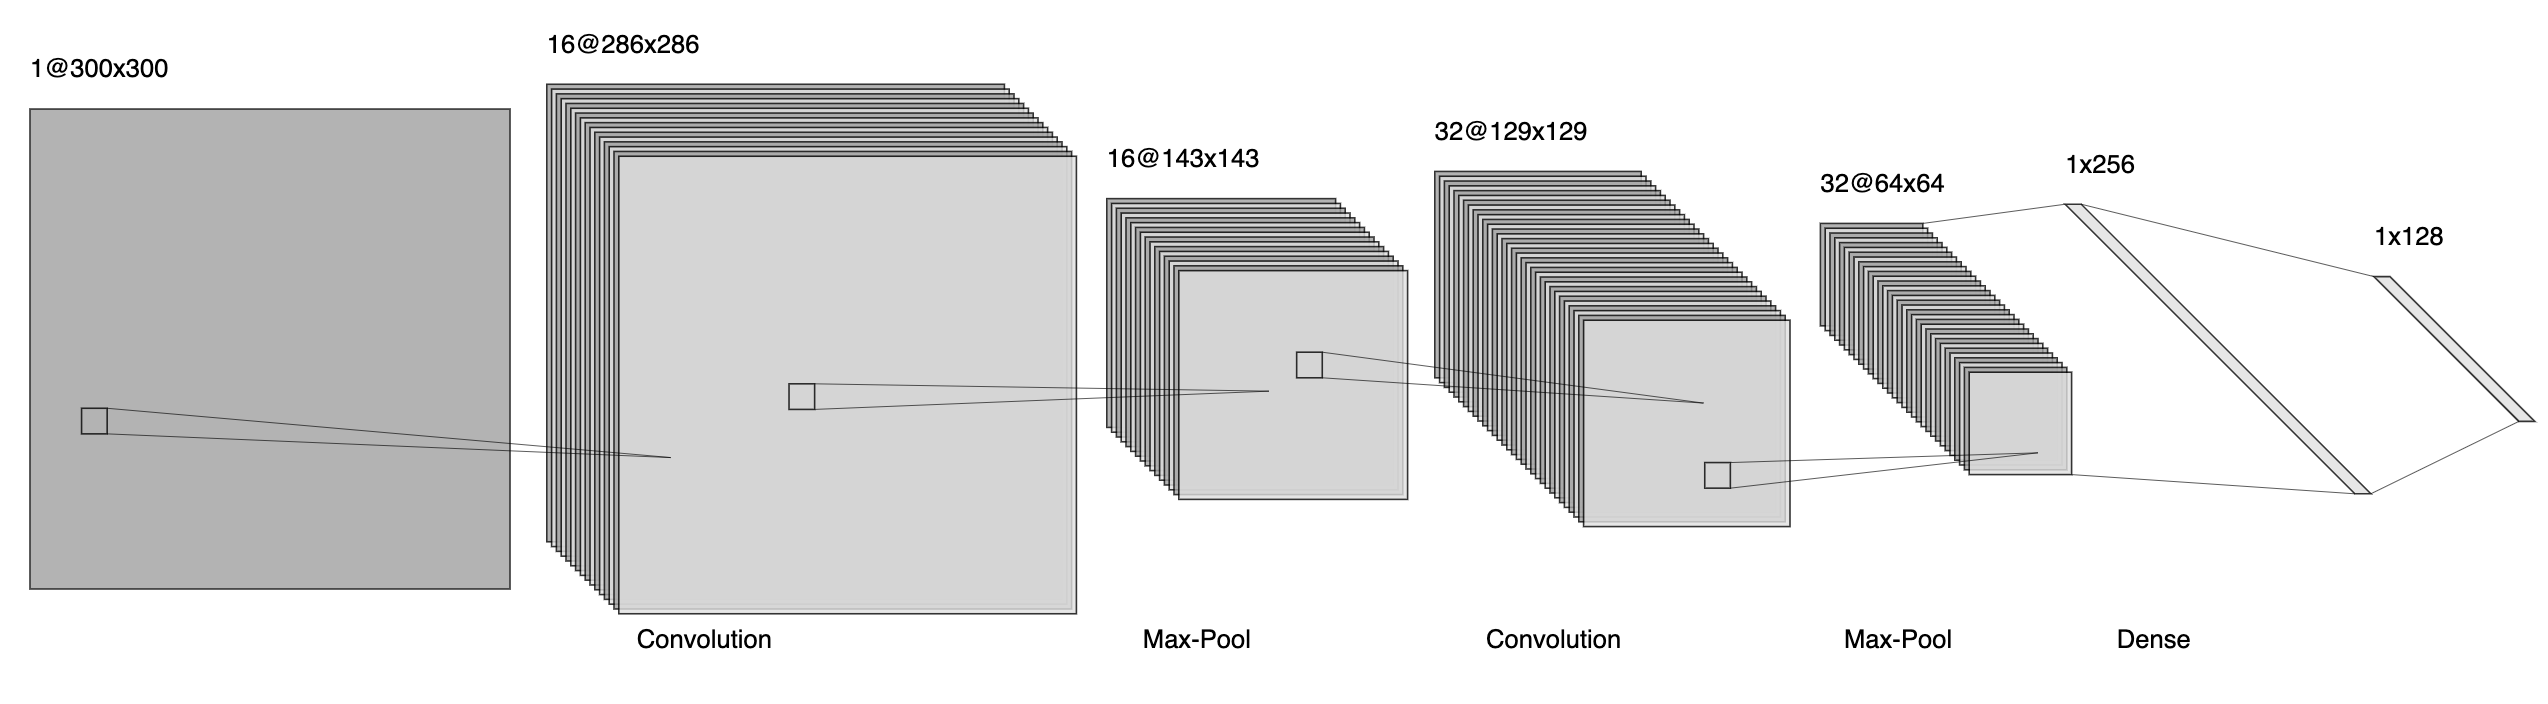 1@300x300
16@286x286
16@143x143
32@129x129
32@64x64
1x256
1x128
Convolution
Max-Pool
Convolution
Max-Pool
Dense